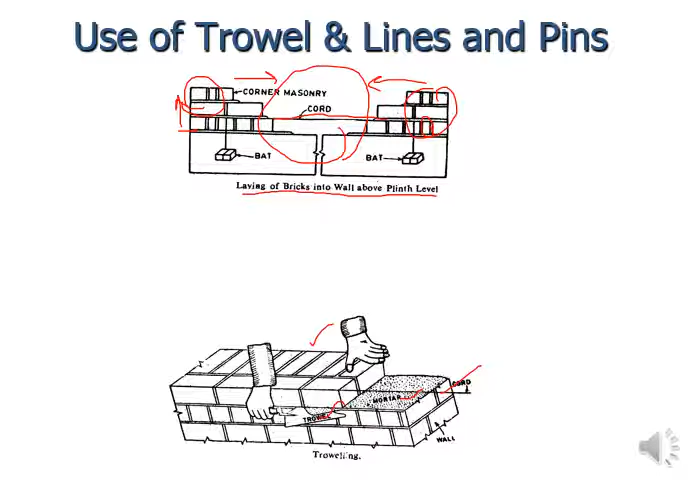 Use of Trowel & Lines and Pins
CORNER MASONRY
CORD
BAT
BAT
Laying of Bricks into Wall above Plinth Level
CORD
MORTAR
TROWEL
WALL
Trowelling.